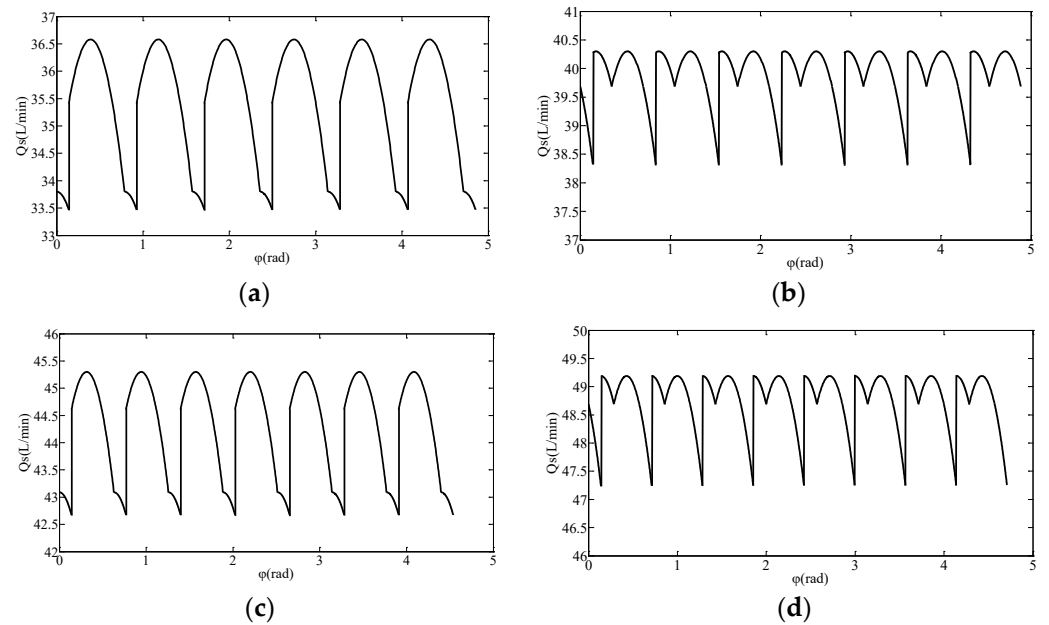 37
36.5
36
35.5
35
34.5
34
33.5
33
Qs(L/min)
0 1 2 3 4 5
φ(rad)
(a)
41
40.5
40
39.5
39
38.5
38
37.5
37
Qs(L/min)
0 1 2 3 4 5
φ(rad)
(b)
46
45.5
45
44.5
44
43.5
43
42.5
42
Qs(L/min)
0 1 2 3 4 5
φ(rad)
(c)
50
49.5
49
48.5
48
47.5
47
46.5
46
Qs(L/min)
0 1 2 3 4 5
φ(rad)
(d)